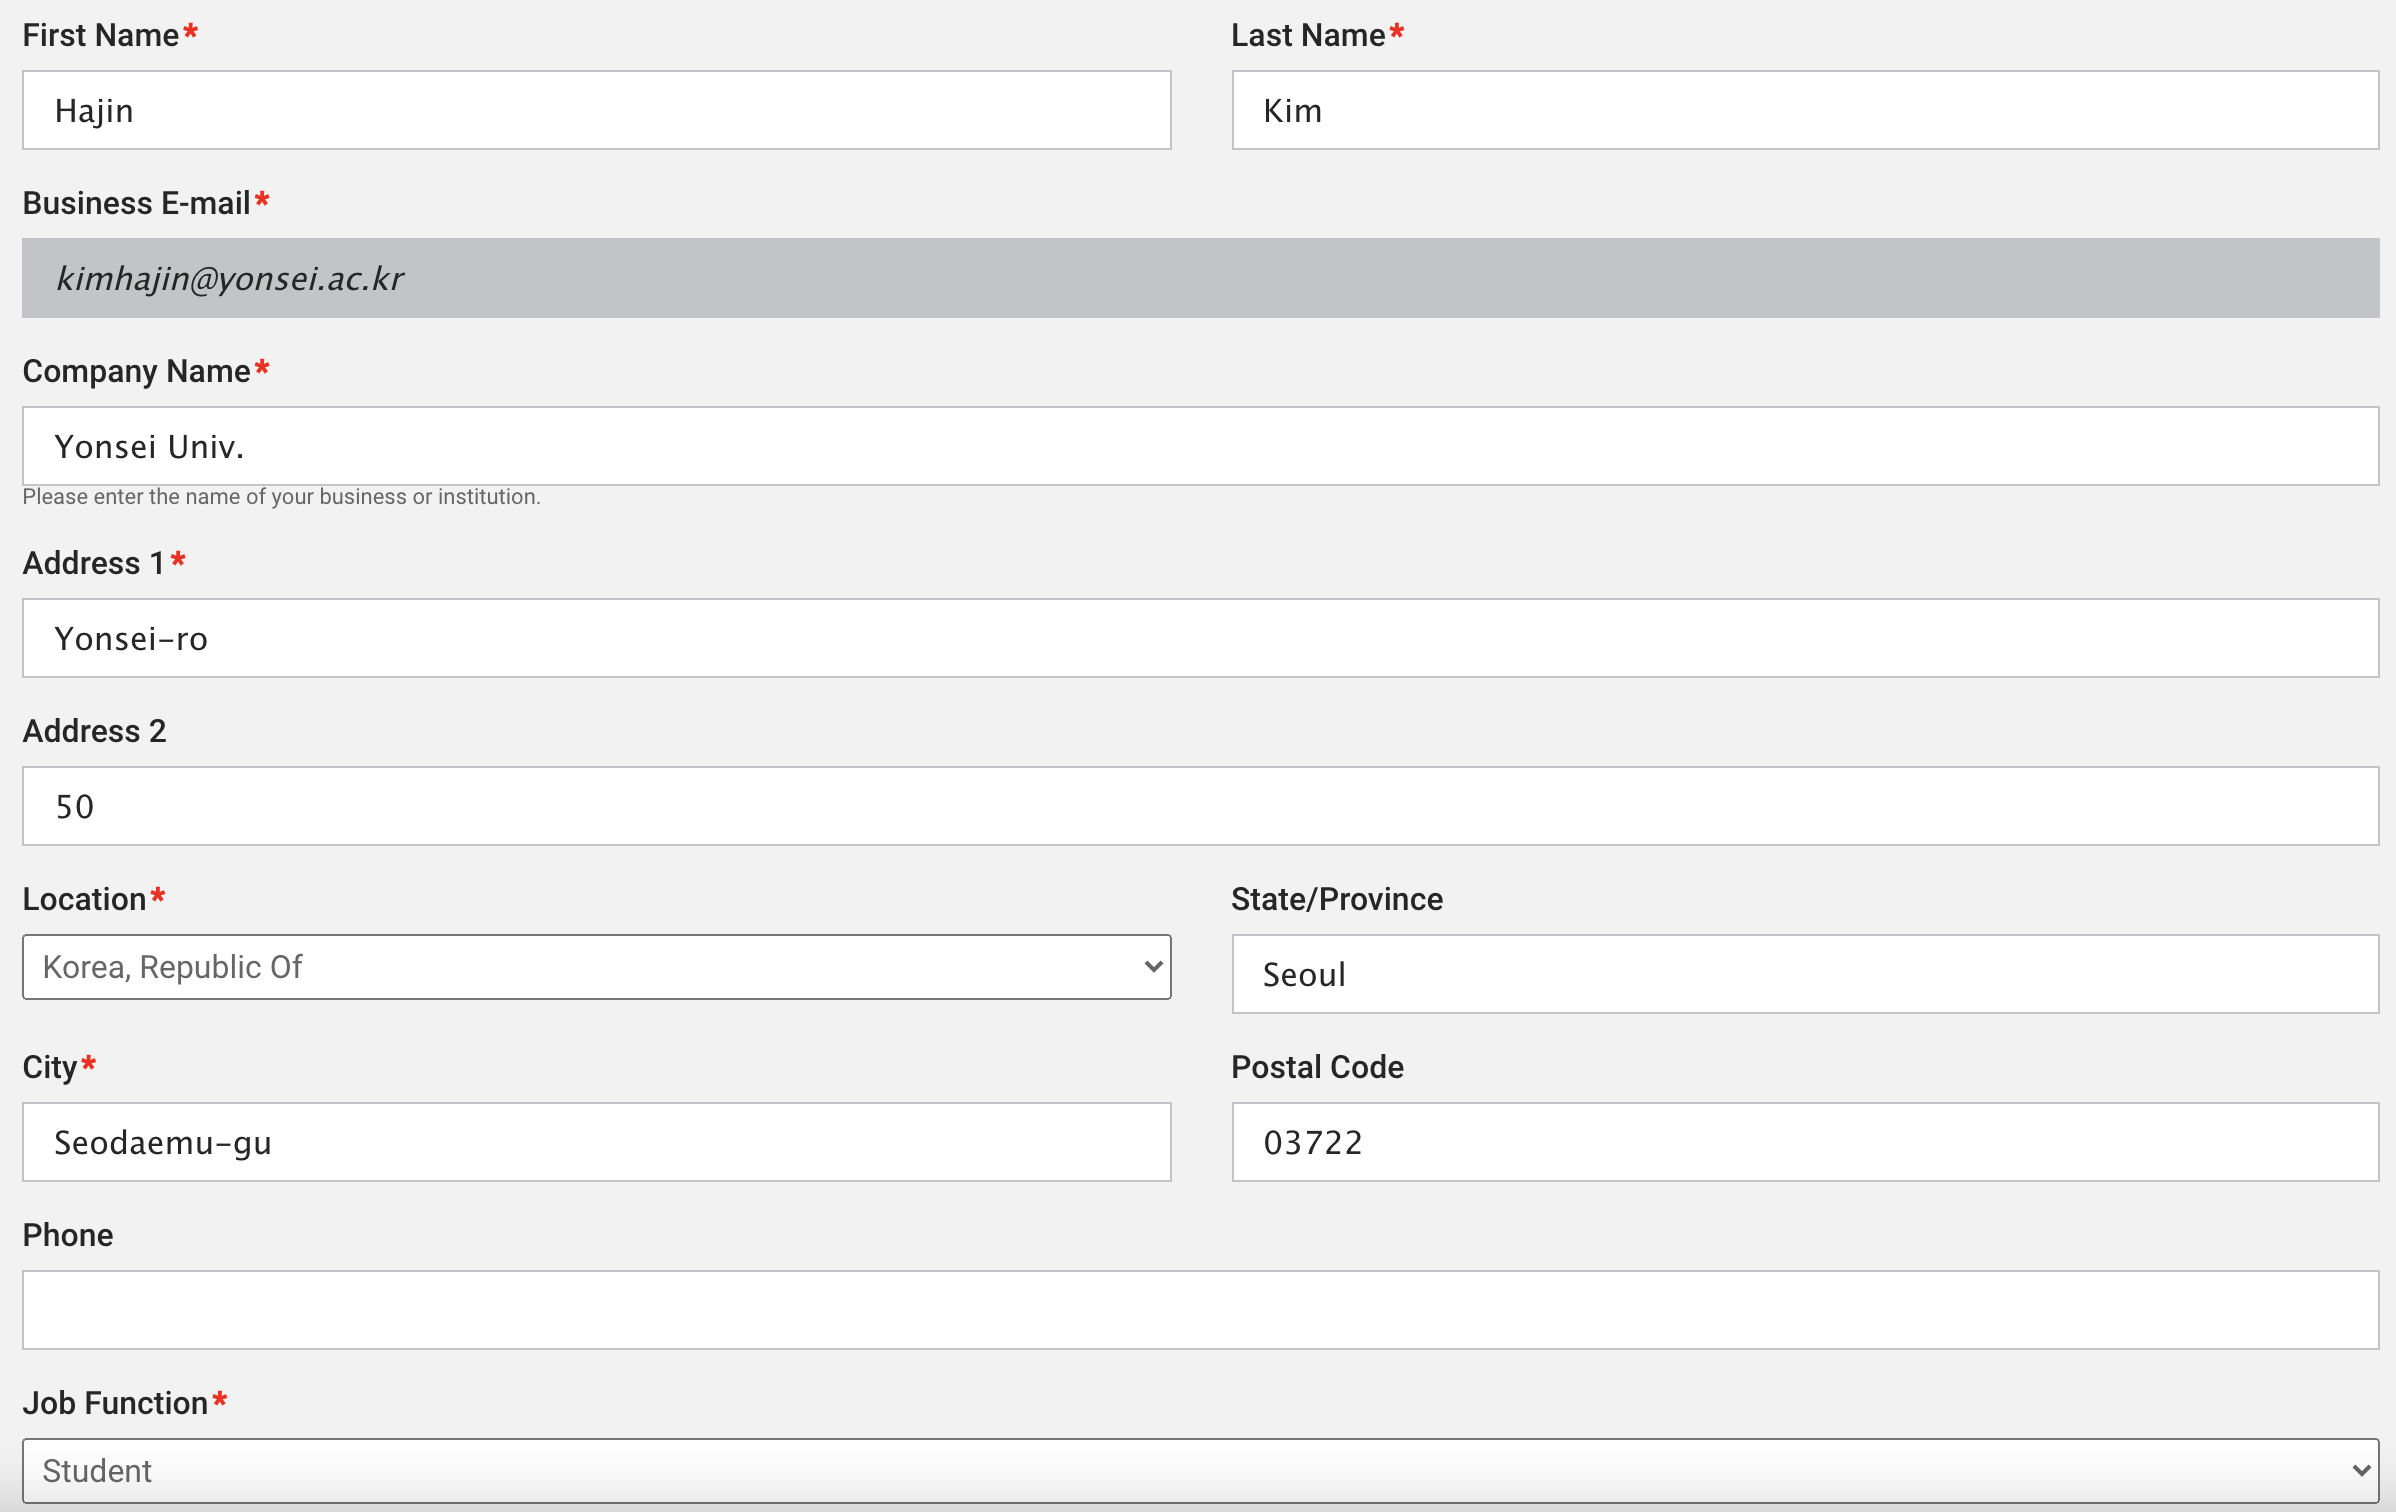 First Name* Last Name*
Hajin Kim
Business E-mail*
kimhajin@yonsei.ac.kr
Company Name*
Yonsei Univ.
Please enter the name of your business or institution.
Address 1*
Yonsei-ro
Address 2
50
Location* State/Province
Korea, Republic Of Seoul
City* Postal Code
Seodaemu-gu 03722
Phone
Job Function*
Student